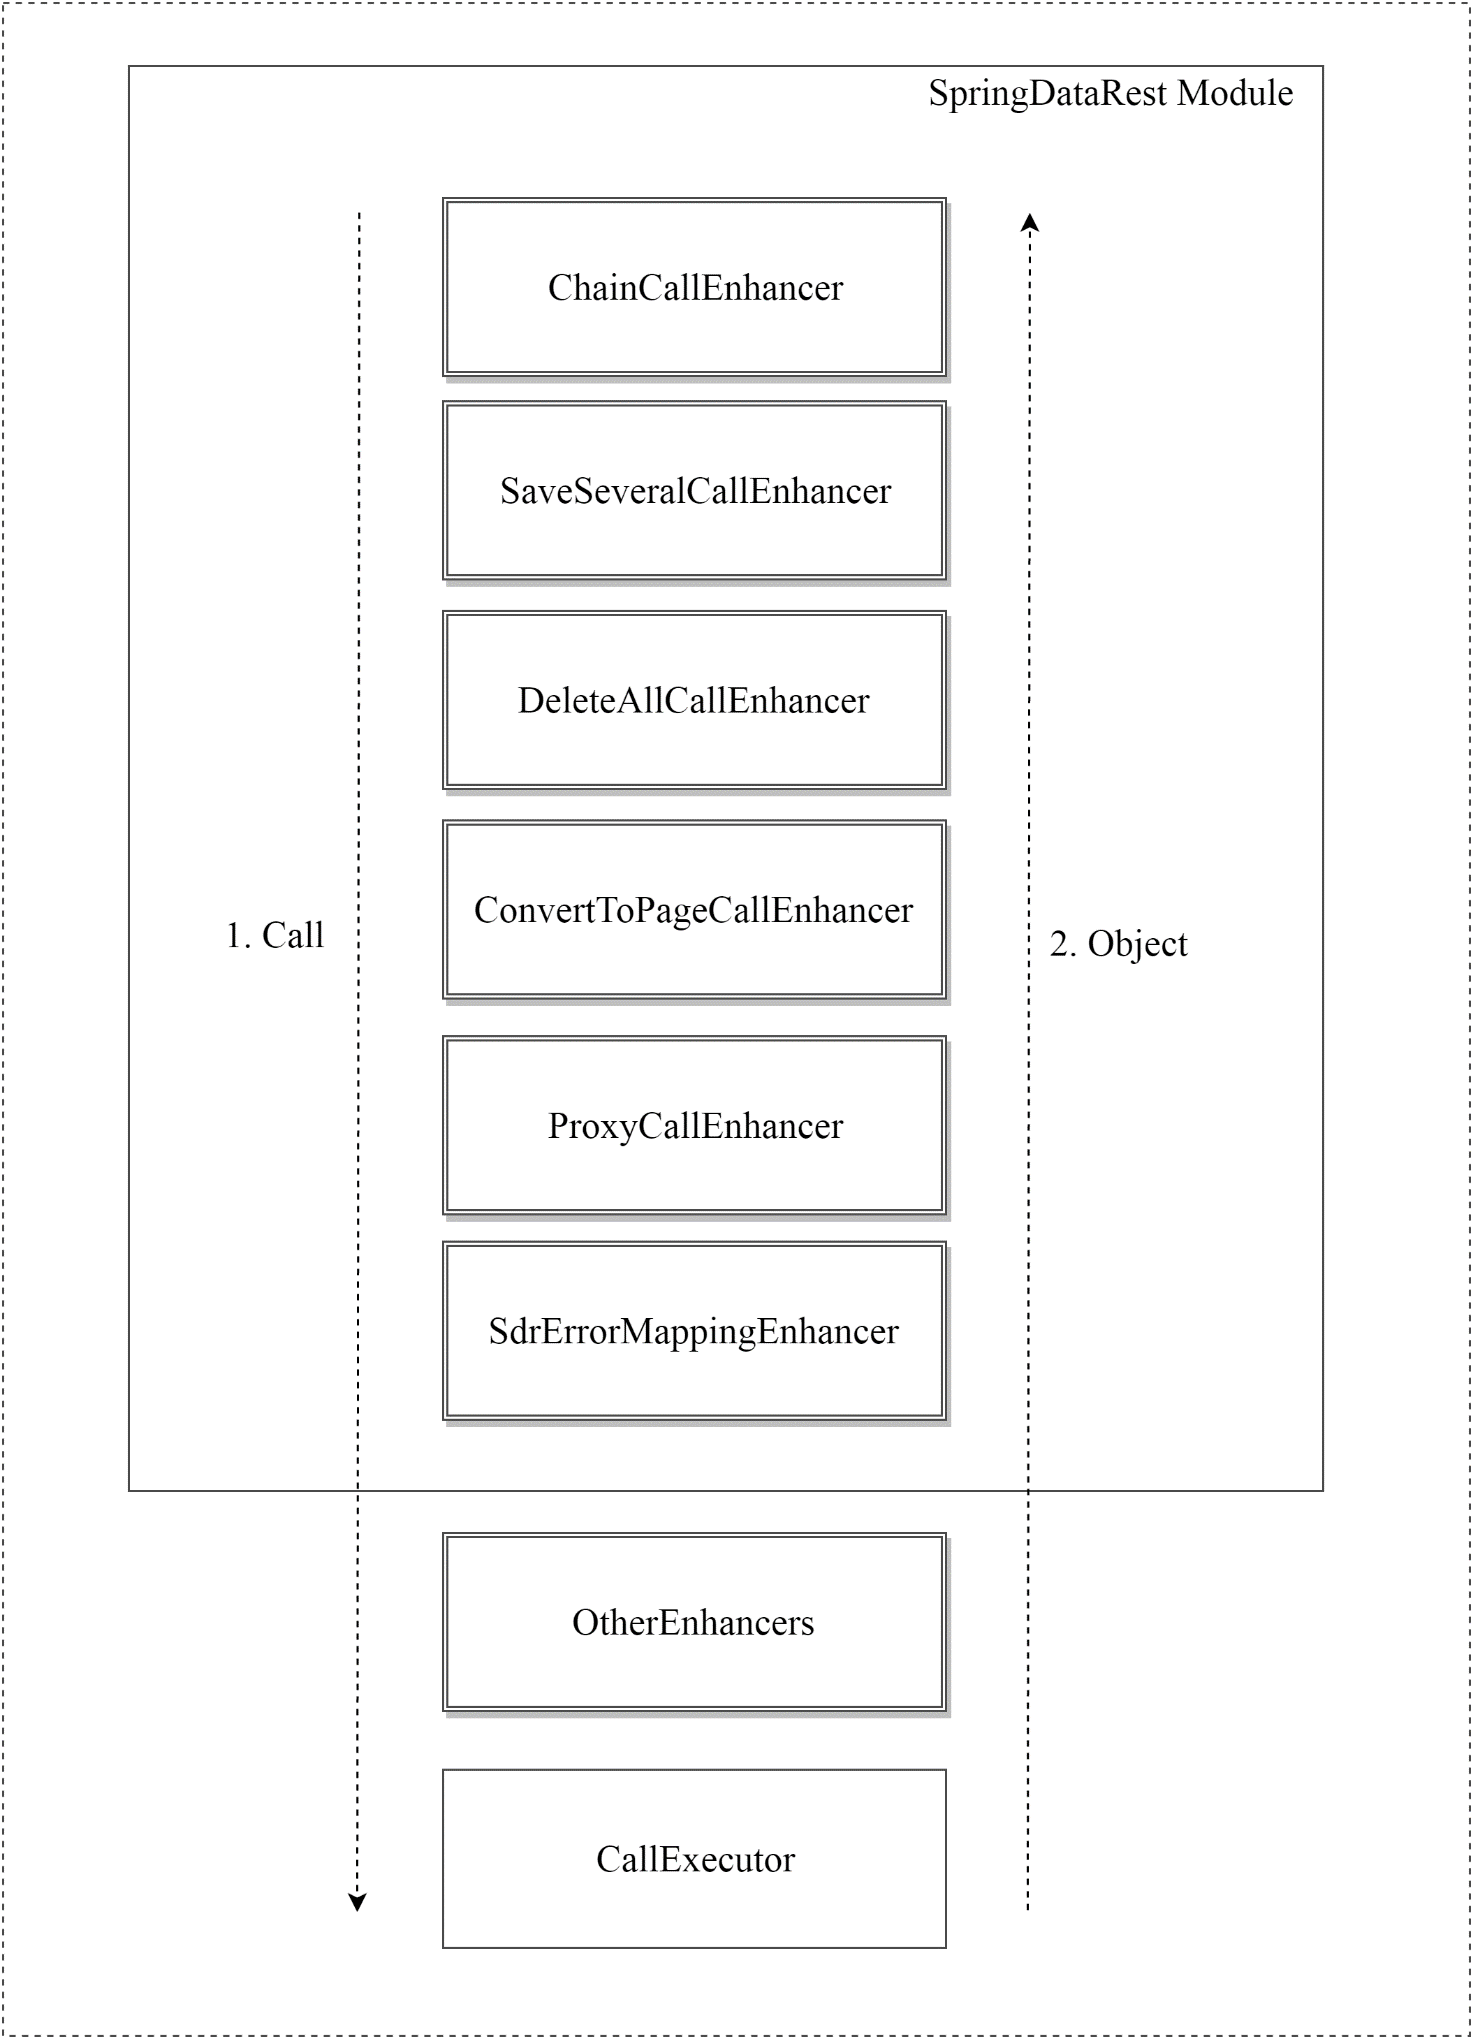 SpringDataRest Module
ChainCallEnhancer
SaveSeveralCallEnhancer
DeleteAllCallEnhancer
ConvertToPageCallEnhancer
1. Call
2. Object
ProxyCallEnhancer
SdrErrorMappingEnhancer
OtherEnhancers
CallExecutor